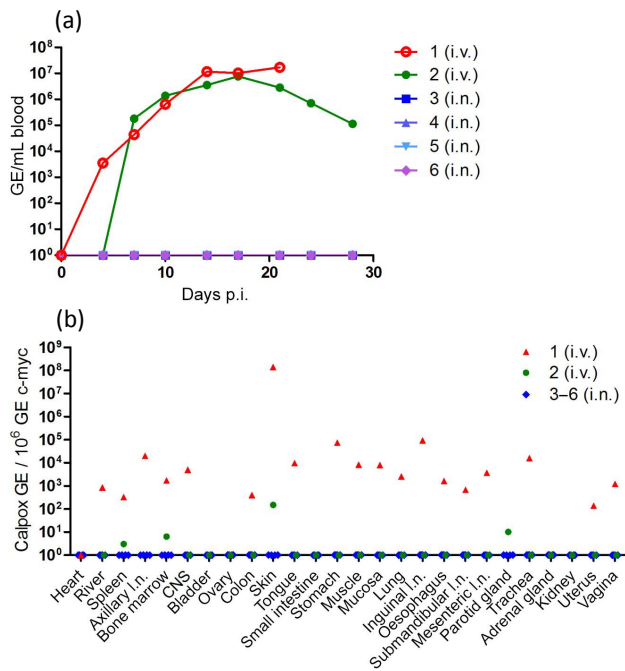 (a)
10⁸
10⁷
10⁶
10⁵
10⁴
10³
10²
10¹
10⁰
GE/mL blood
0
10
20
30
Days p.i.
1 (i.v.)
2 (i.v.)
3 (i.n.)
4 (i.n.)
5 (i.n.)
6 (i.n.)
(b)
10⁹
10⁸
10⁷
10⁶
10⁵
10⁴
10³
10²
10¹
10⁰
Calpox GE / 10⁶ GE c-myc
1 (i.v.)
2 (i.v.)
3–6 (i.n.)
Heart
River
Spleen
Axillary l.n.
Bone marrow
CNS
Bladder
Ovary
Colon
Skin
Tongue
Small intestine
Stomach
Muscle
Mucosa
Lung
Inguinal l.n.
Oesophagus
Submandibular l.n.
Mesenteric l.n.
Parotid gland
Trachea
Adrenal gland
Kidney
Uterus
Vagina